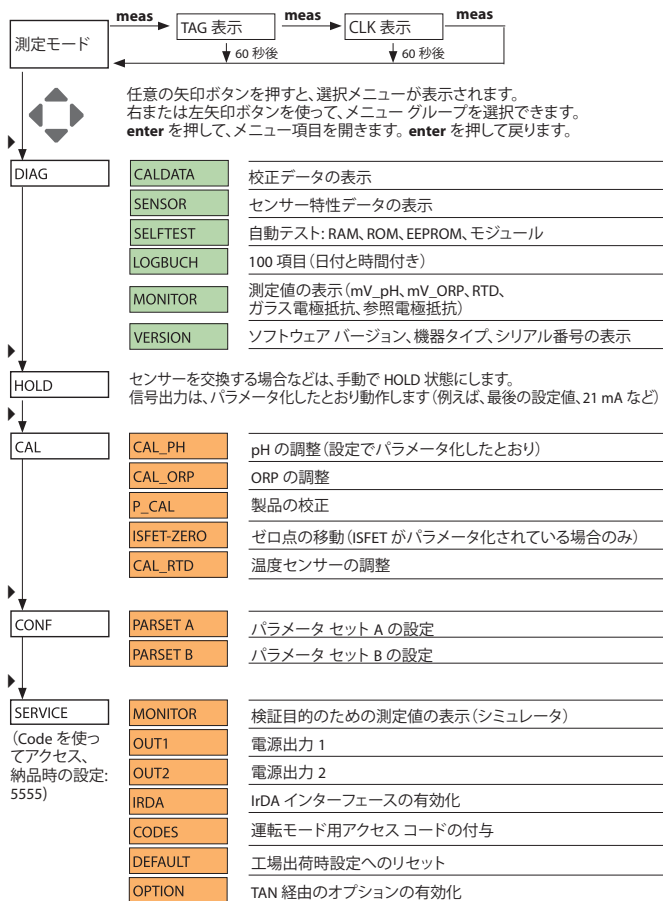 meas
meas
meas
測定モード
TAG 表示
CLK 表示
60 秒後
60 秒後
任意の矢印ボタンを押すと、選択メニューが表示されます。
右または左矢印ボタンを使って、メニュー グループを選択できます。
enter を押して、メニュー項目を開きます。enter を押して戻ります。
DIAG
CALDATA 校正データの表示
SENSOR センサー特性データの表示
SELFTEST 自動テスト: RAM、ROM、EEPROM、モジュール
LOGBUCH 100 項目（日付と時間付き）
MONITOR 測定値の表示（mV_pH、mV_ORP、RTD、
ガラス電極抵抗、参照電極抵抗）
VERSION ソフトウェア バージョン、機器タイプ、シリアル番号の表示
HOLD
センサーを交換する場合などは、手動で HOLD 状態にします。
信号出力は、パラメータ化したとおり動作します（例えば、最後の設定値、21 mA など）
CAL
CAL_PH pH の調整（設定でパラメータ化したとおり）
CAL_ORP ORP の調整
P_CAL 製品の校正
ISFET-ZERO ゼロ点の移動（ISFET がパラメータ化されている場合のみ）
CAL_RTD 温度センサーの調整
CONF
PARSET A パラメータ セット A の設定
PARSET B パラメータ セット B の設定
SERVICE
(Code を使っ
てアクセス、
納品時の設定:
5555)
MONITOR 検証目的のための測定値の表示（シミュレータ）
OUT1 電源出力 1
OUT2 電源出力 2
IRDA IrDA インターフェースの有効化
CODES 運転モード用アクセス コードの付与
DEFAULT 工場出荷時設定へのリセット
OPTION TAN 経由のオプションの有効化